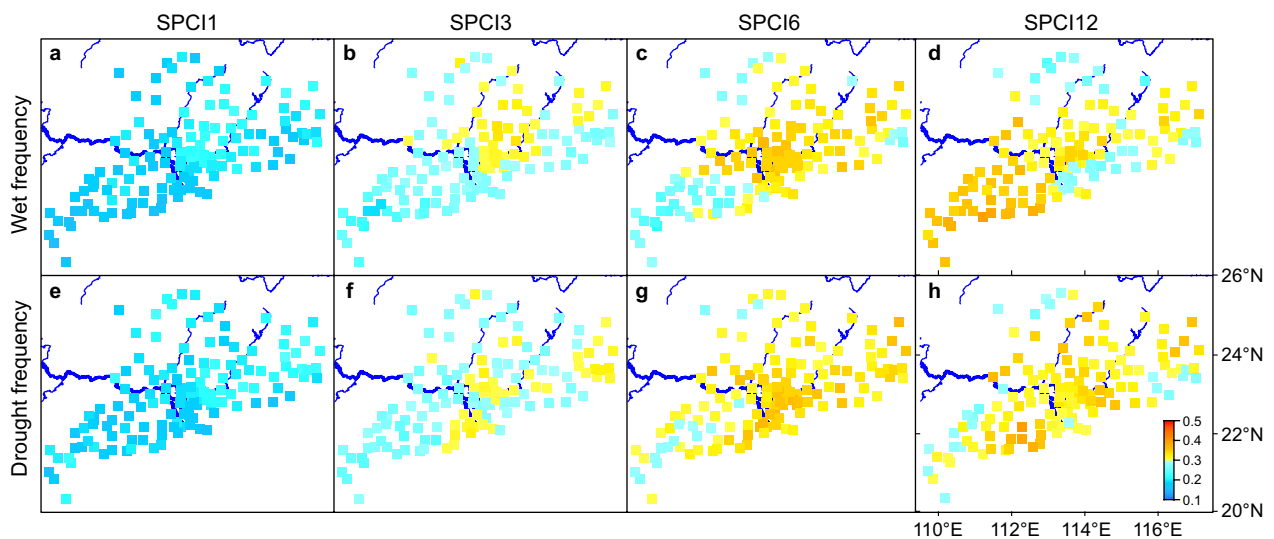 SPCI1 SPCI3 SPCI6 SPCI12
a b c d
Wet frequency
26°N
e f g h
Drought frequency
24°N
0.5
0.4
22°N
0.3
0.2
0.1
20°N
110°E 112°E 114°E 116°E